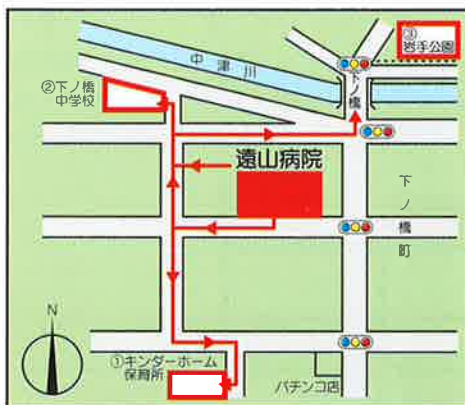 ③
岩手公園
中津川
下ノ橋
②下ノ橋
中学校
遠山病院
下ノ橋町
N
①キンダーホーム
保育所
パチンコ店